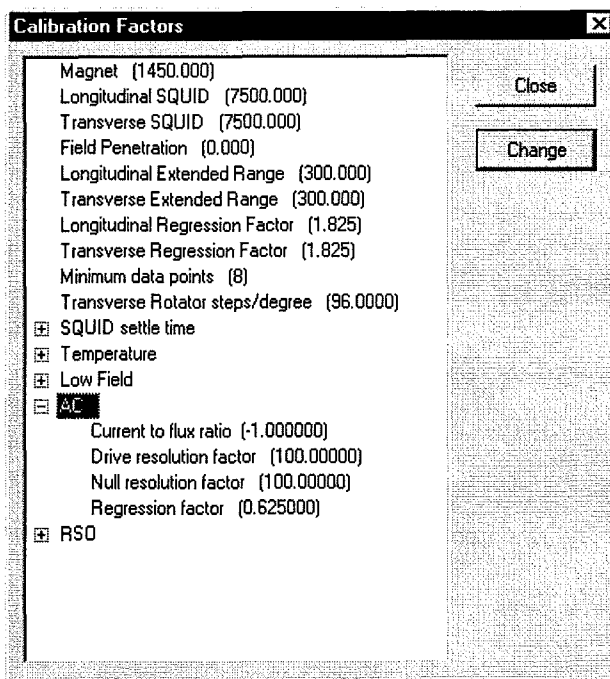 Calibration Factors
Magnet (1450.000)
Longitudinal SQUID (7500.000)
Transverse SQUID (7500.000)
Field Penetration (0.000)
Longitudinal Extended Range (300.000)
Transverse Extended Range (300.000)
Longitudinal Regression Factor (1.825)
Transverse Regression Factor (1.825)
Minimum data points (8)
Transverse Rotator steps/degree (96.0000)
SQUID settle time
Temperature
Low Field
AC
Current to flux ratio (-1.000000)
Drive resolution factor (100.00000)
Null resolution factor (100.00000)
Regression factor (0.625000)
RSO
Close
Change